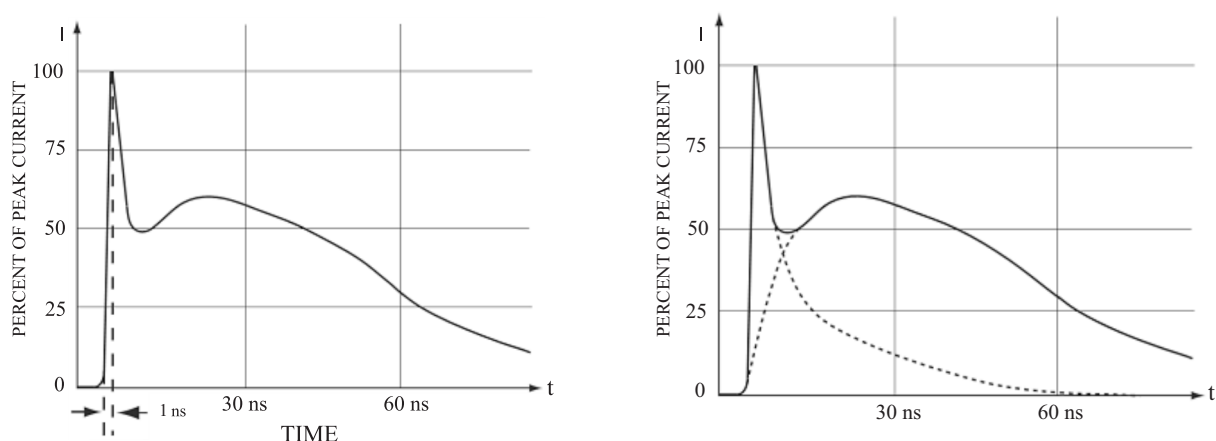 I
PERCENT OF PEAK CURRENT
100
75
50
25
0
30 ns
60 ns
t
1 ns
TIME
I
PERCENT OF PEAK CURRENT
100
75
50
25
0
30 ns
60 ns
t